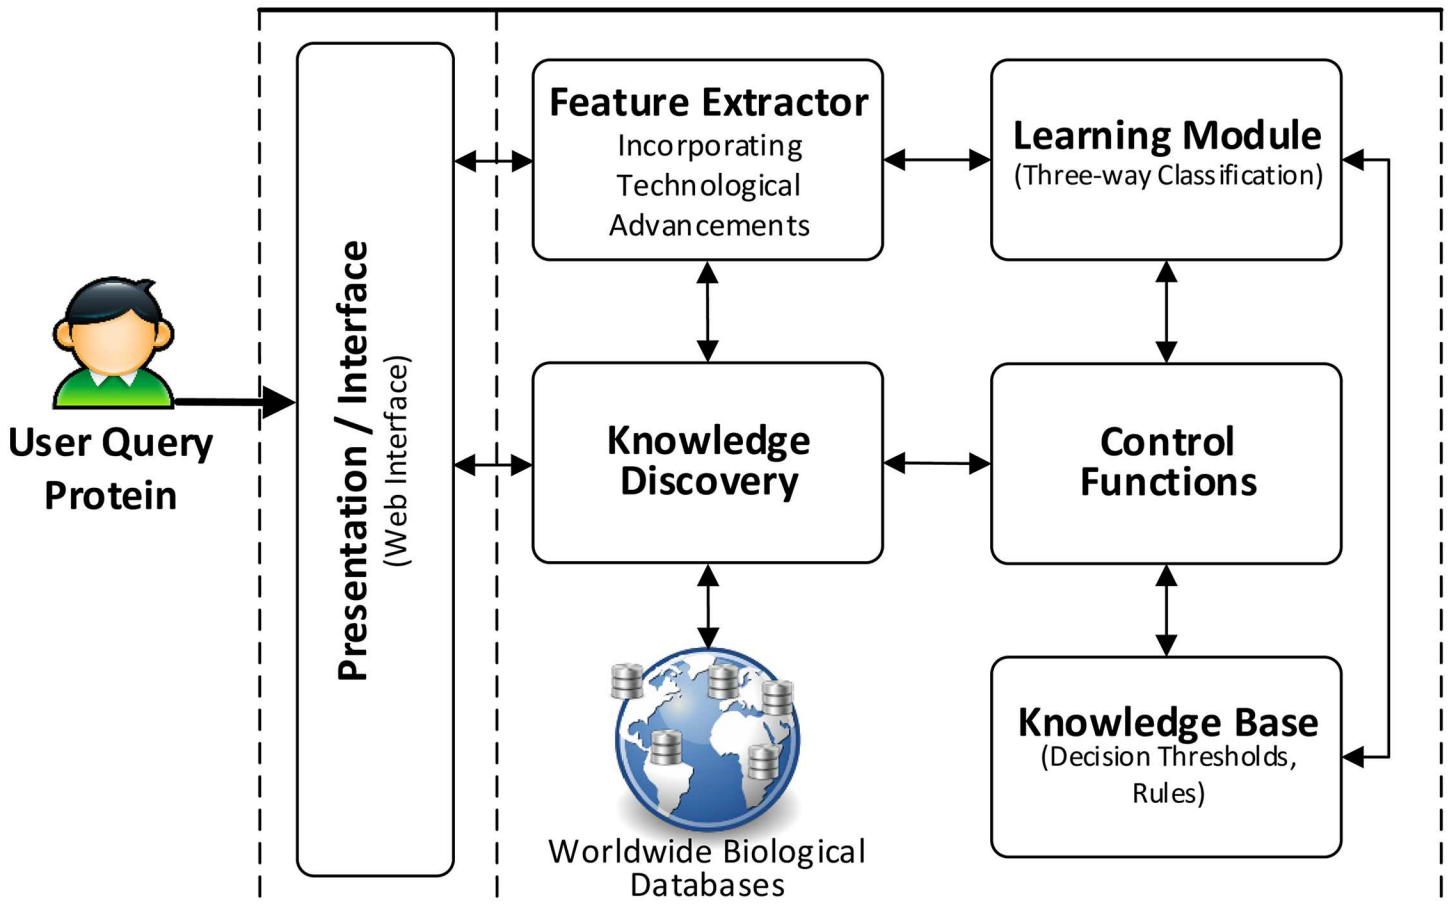 User Query
Protein
Presentation / Interface
(Web Interface)
Feature Extractor
Incorporating
Technological
Advancements
Learning Module
(Three-way Classification)
Knowledge
Discovery
Control
Functions
Worldwide Biological
Databases
Knowledge Base
(Decision Thresholds,
Rules)